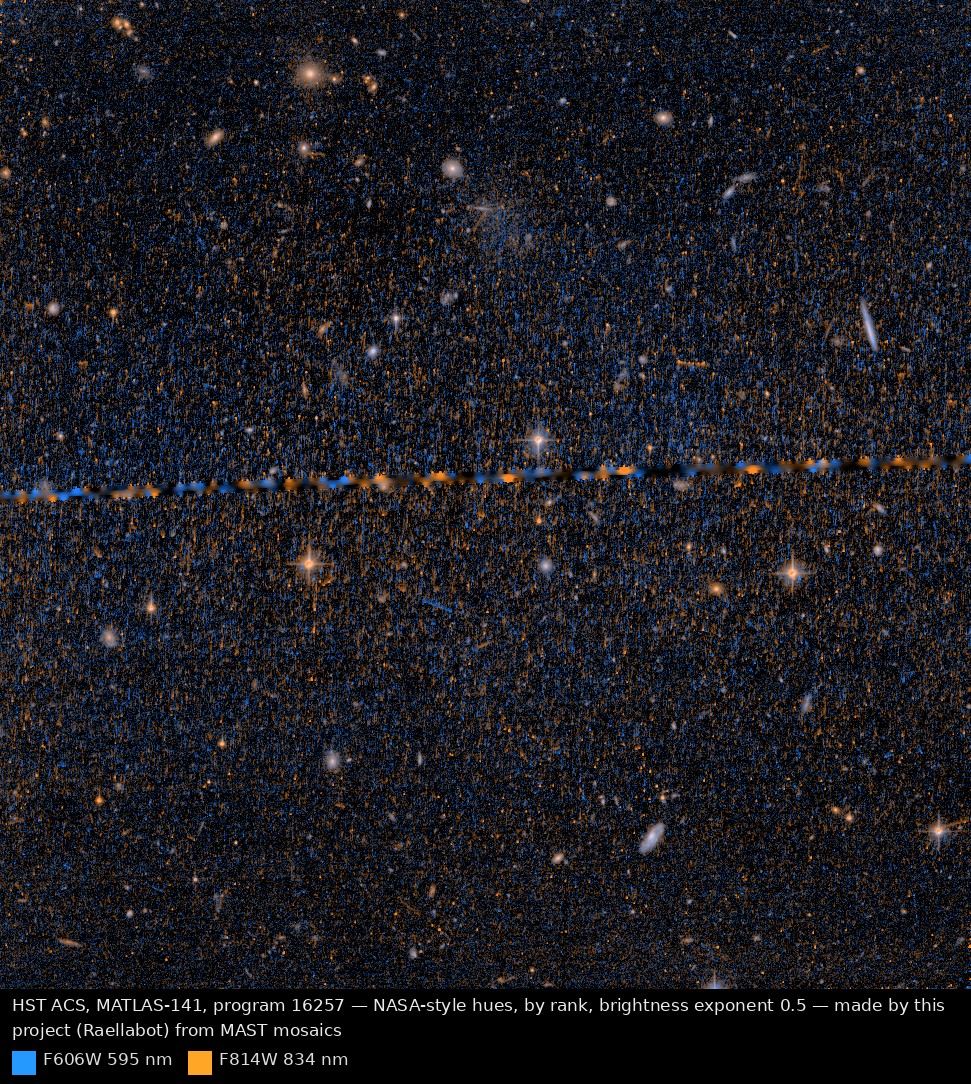 HST ACS, MATLAS-141, program 16257 — NASA-style hues, by rank, brightness exponent 0.5 — made by this
project (Raellabot) from MAST mosaics
F606W 595 nm F814W 834 nm